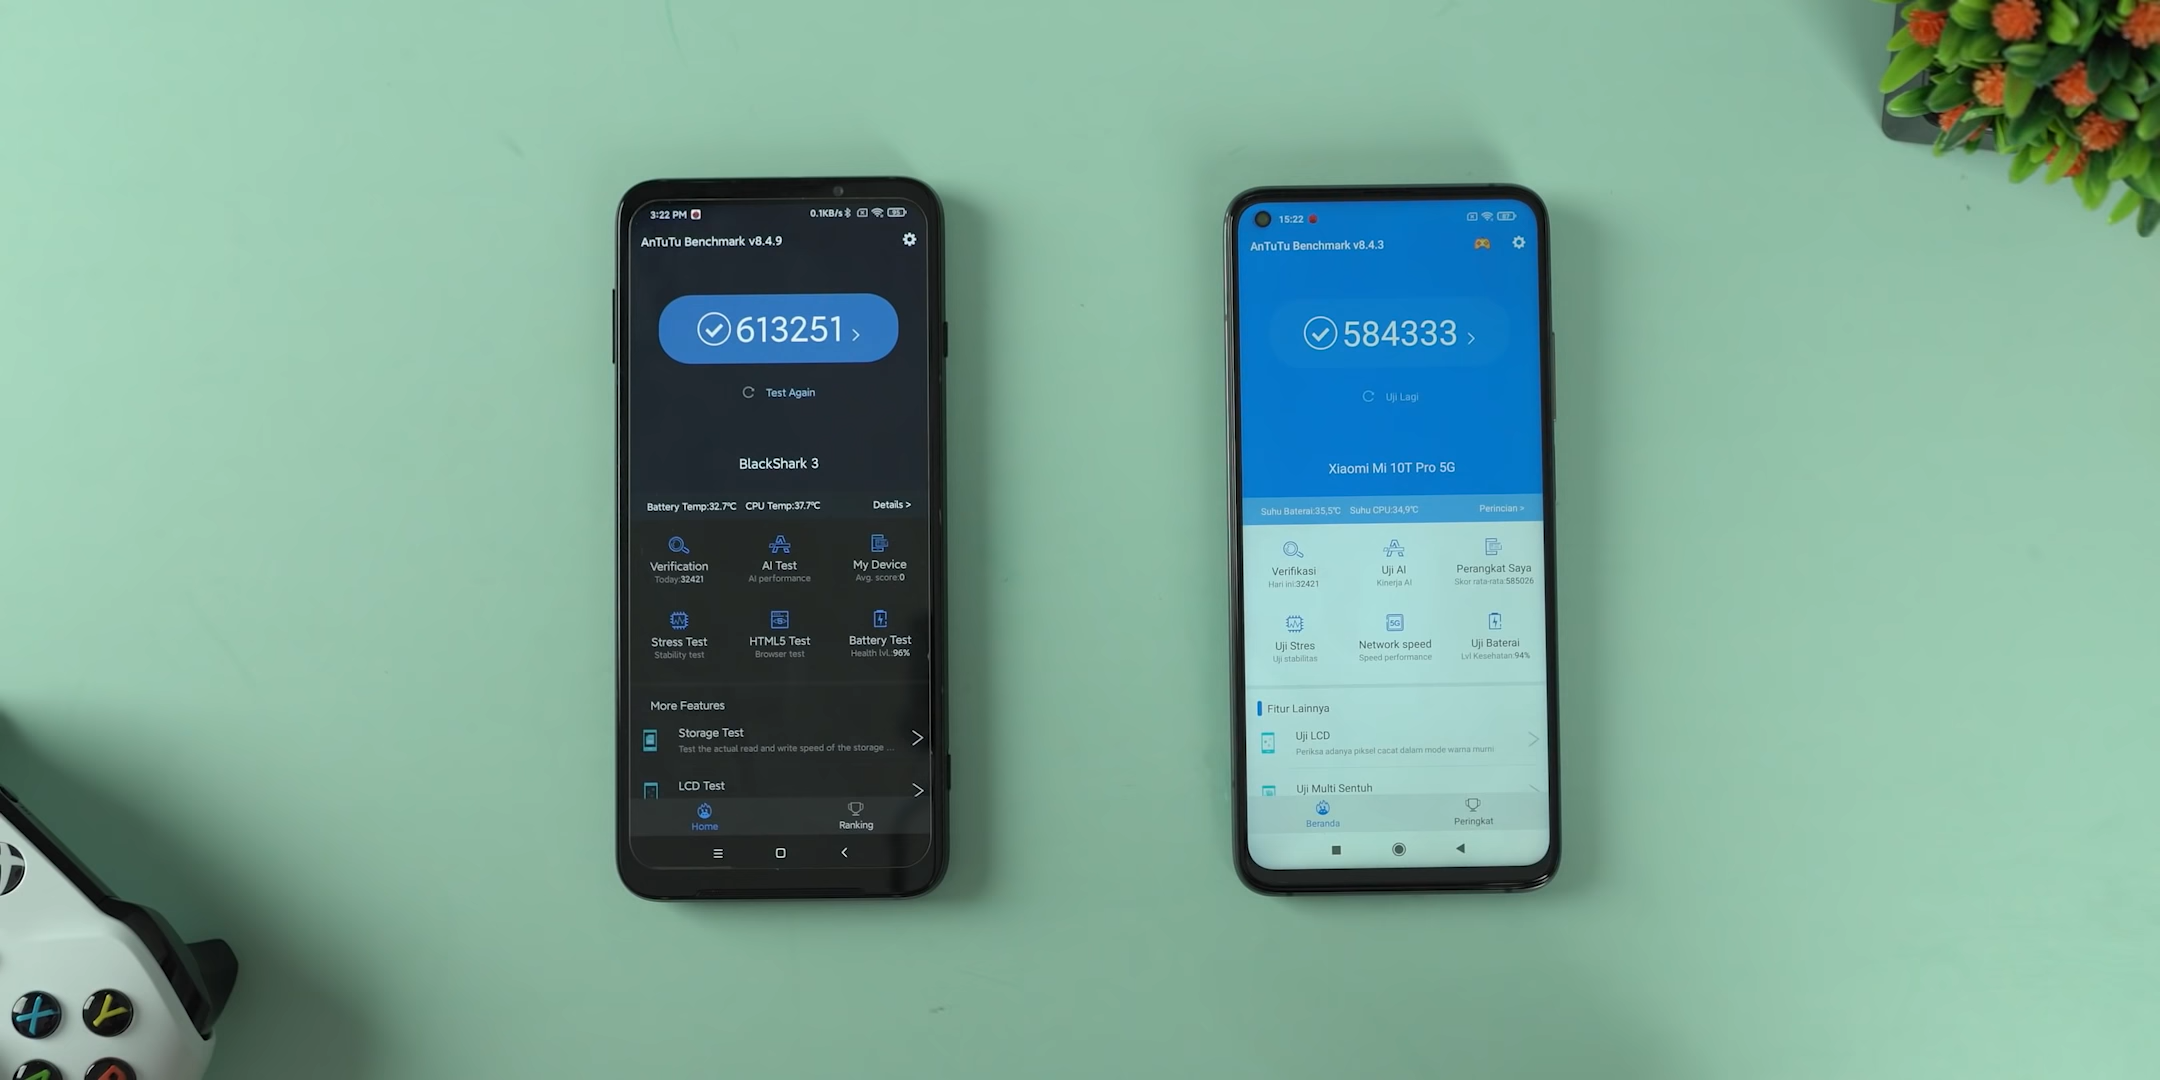 3:22 PM 0.1KB/s 95
AnTuTu Benchmark v8.4.9
613251 >
Test Again
BlackShark 3
Battery Temp:32.7°C CPU Temp:37.7°C Details >
Verification AI Test My Device
Today:32421 AI performance Avg. score:0
Stress Test HTML5 Test Battery Test
Stability test Browser test Health lvl.:96%
More Features
Storage Test
Test the actual read and write speed of the storage ...
LCD Test
Home Ranking
15:22 87
AnTuTu Benchmark v8.4.3
584333 >
Uji Lagi
Xiaomi Mi 10T Pro 5G
Suhu Baterai:35,5°C Suhu CPU:34,9°C Perincian >
Verifikasi Uji AI Perangkat Saya
Hari ini:32421 Kinerja AI Skor rata-rata:585026
5G
Uji Stres Network speed Uji Baterai
Uji stabilitas Speed performance Lvl Kesehatan:94%
Fitur Lainnya
Uji LCD
Periksa adanya piksel cacat dalam mode warna murni
Uji Multi Sentuh
Beranda Peringkat
X Y